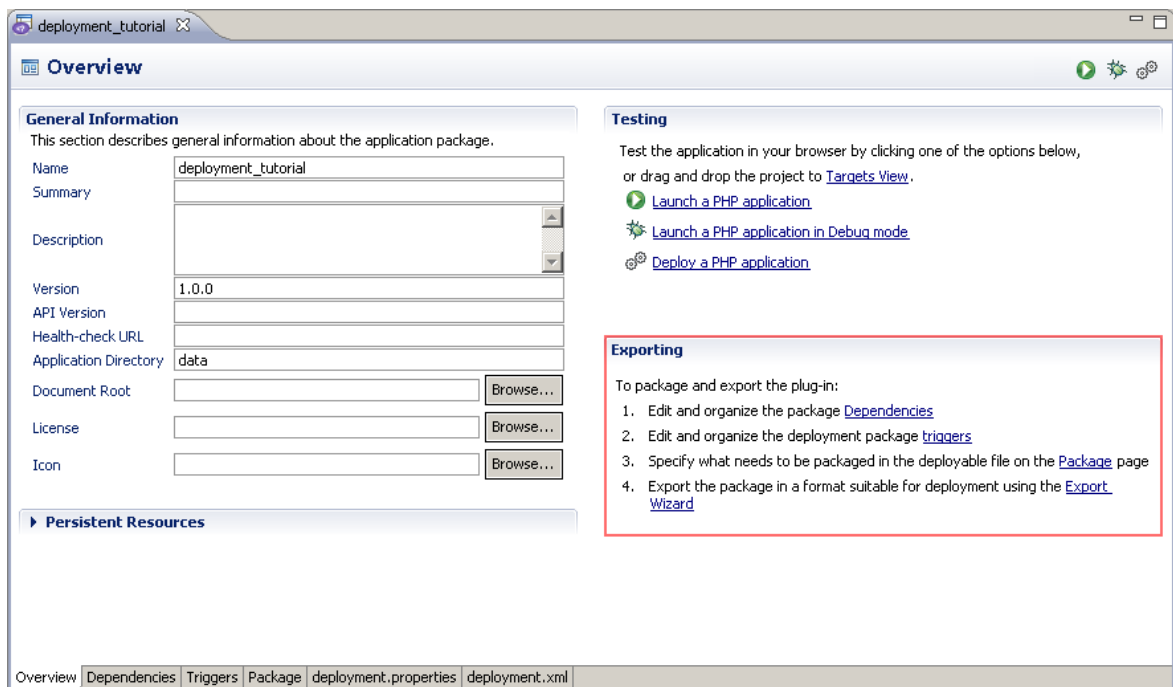 deployment_tutorial
Overview
General Information
This section describes general information about the application package.
Name deployment_tutorial
Summary
Description
Version 1.0.0
API Version
Health-check URL
Application Directory data
Document Root Browse...
License Browse...
Icon Browse...
Persistent Resources
Testing
Test the application in your browser by clicking one of the options below,
or drag and drop the project to Targets View.
Launch a PHP application
Launch a PHP application in Debug mode
Deploy a PHP application
Exporting
To package and export the plug-in:
1. Edit and organize the package Dependencies
2. Edit and organize the deployment package triggers
3. Specify what needs to be packaged in the deployable file on the Package page
4. Export the package in a format suitable for deployment using the Export
Wizard
Overview Dependencies Triggers Package deployment.properties deployment.xml